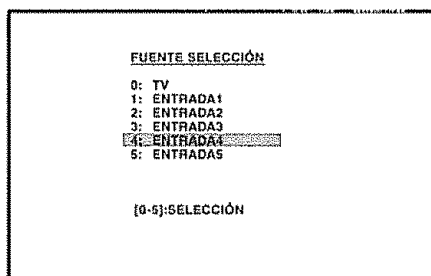 FUENTE SELECCIÓN
0: TV
1: ENTRADA1
2: ENTRADA2
3: ENTRADA3
4: ENTRADA4
5: ENTRADA5
[0-5]:SELECCIÓN